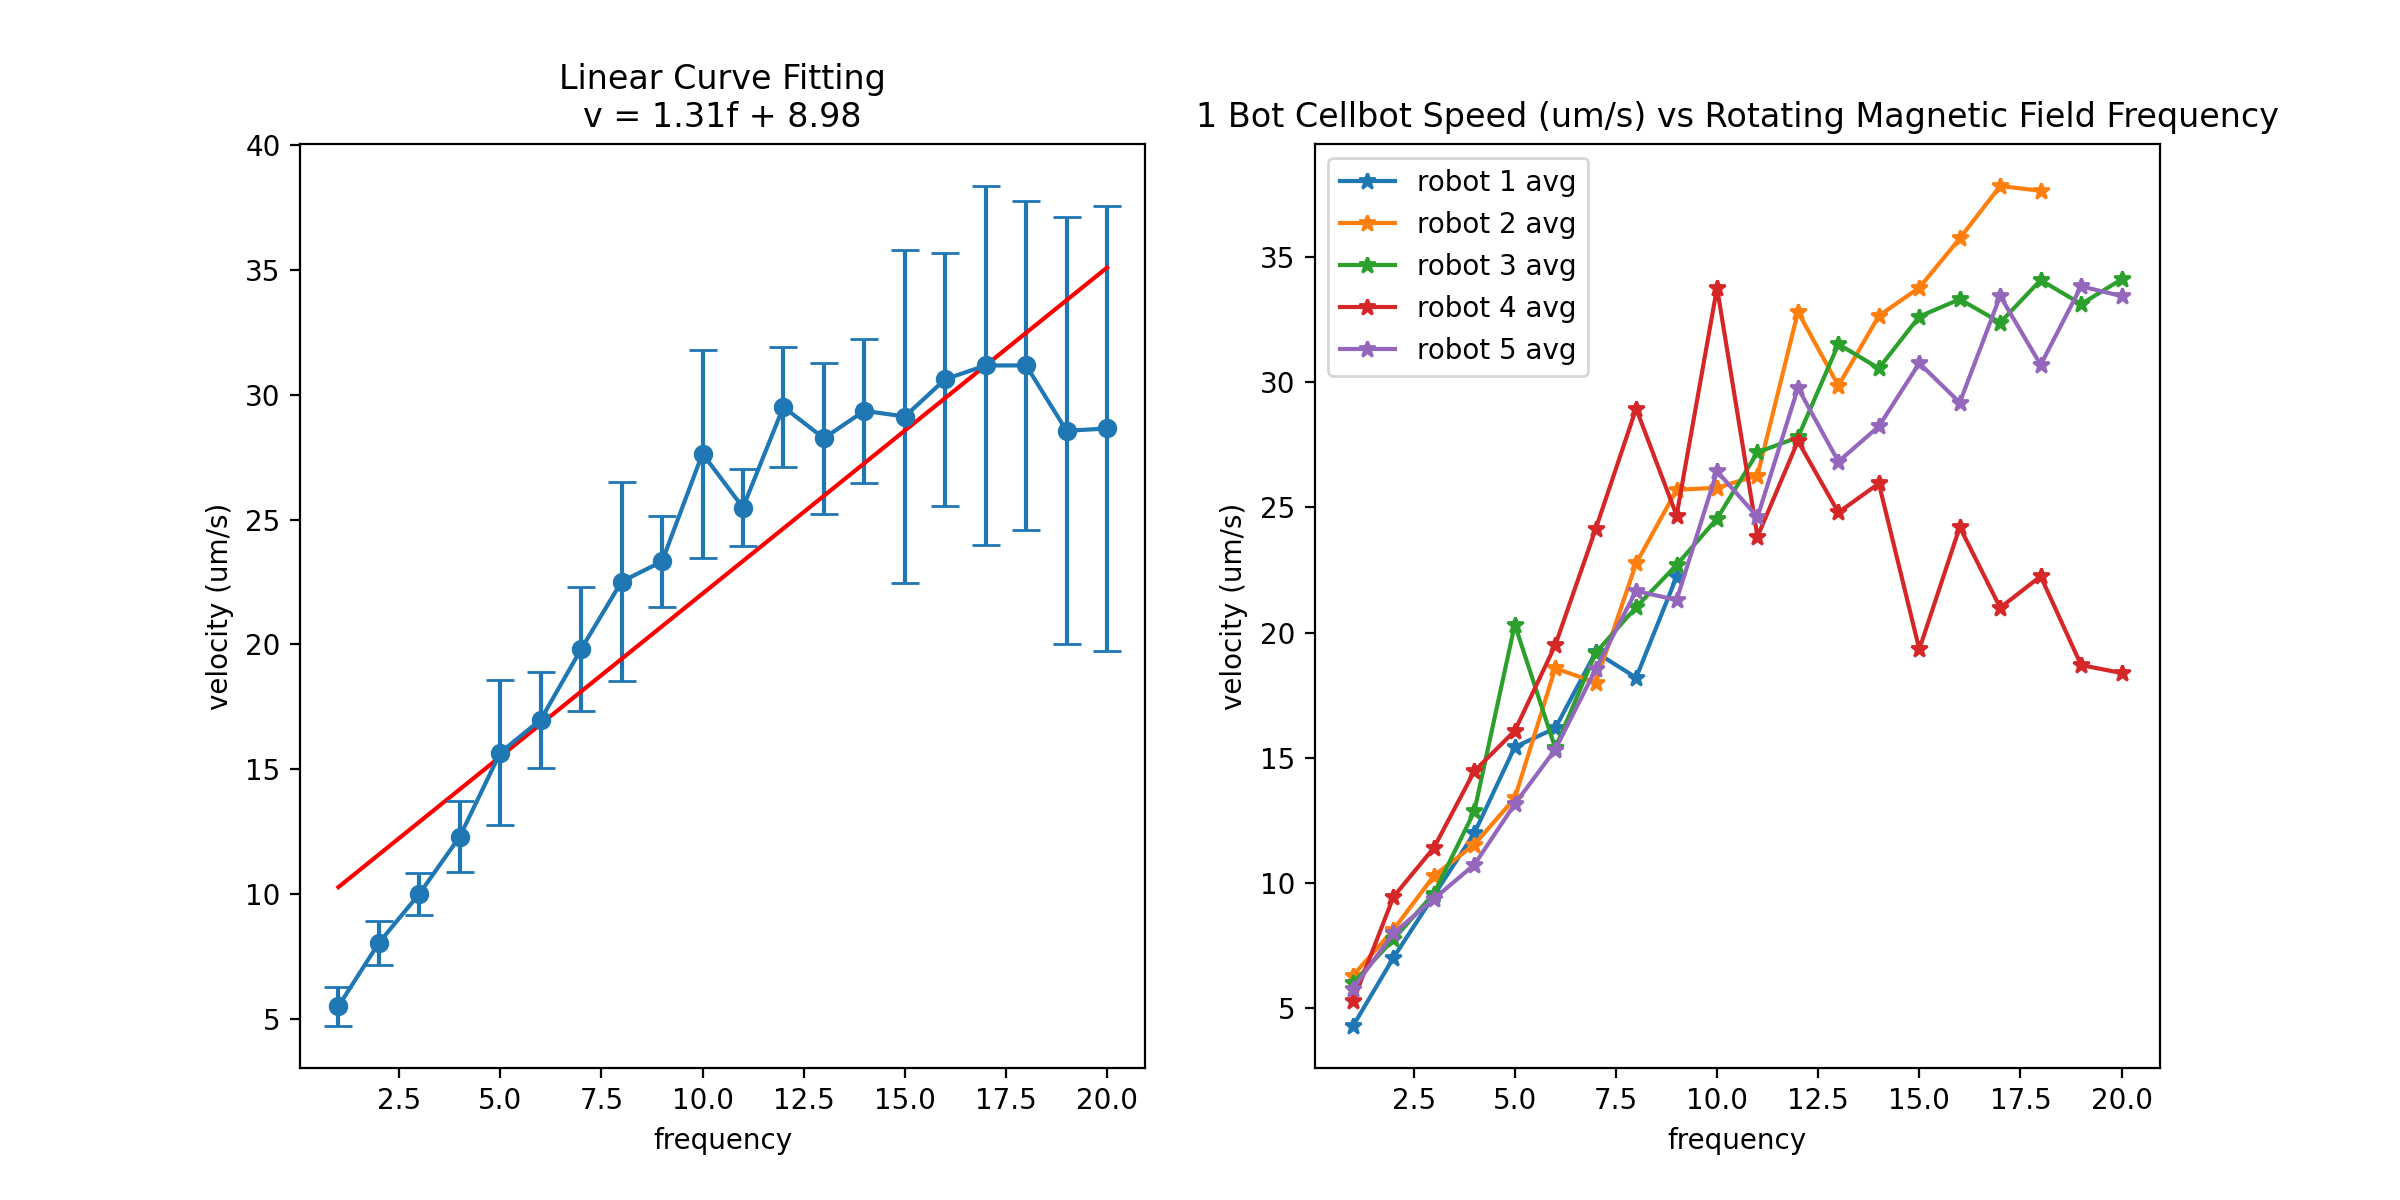 Linear Curve Fitting
v = 1.31f + 8.98
40
35
30
25
20
15
10
5
velocity (um/s)
2.5 5.0 7.5 10.0 12.5 15.0 17.5 20.0
frequency
1 Bot Cellbot Speed (um/s) vs Rotating Magnetic Field Frequency
robot 1 avg
robot 2 avg
robot 3 avg
robot 4 avg
robot 5 avg
35
30
25
20
15
10
5
velocity (um/s)
2.5 5.0 7.5 10.0 12.5 15.0 17.5 20.0
frequency